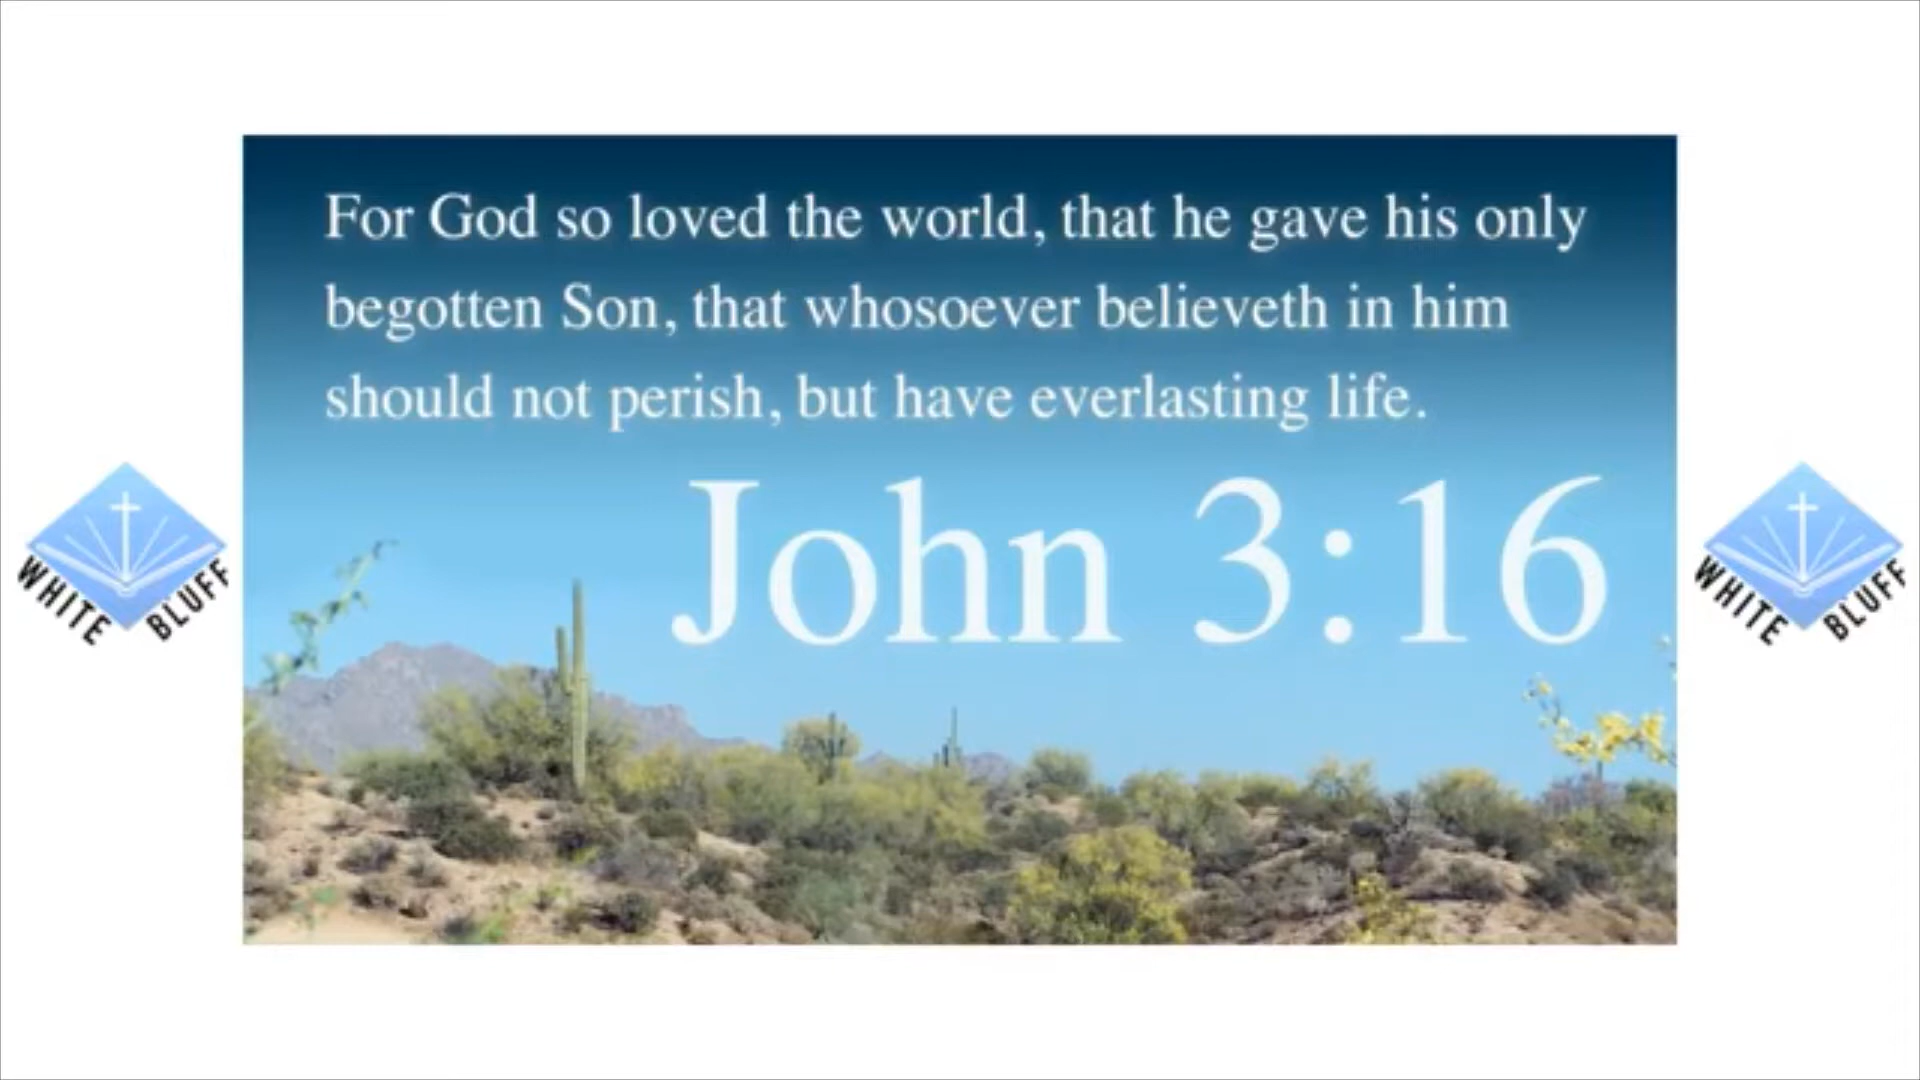 For God so loved the world, that he gave his only
begotten Son, that whosoever believeth in him
should not perish, but have everlasting life.
John 3:16
WHITE BLUFF
WHITE BLUFF